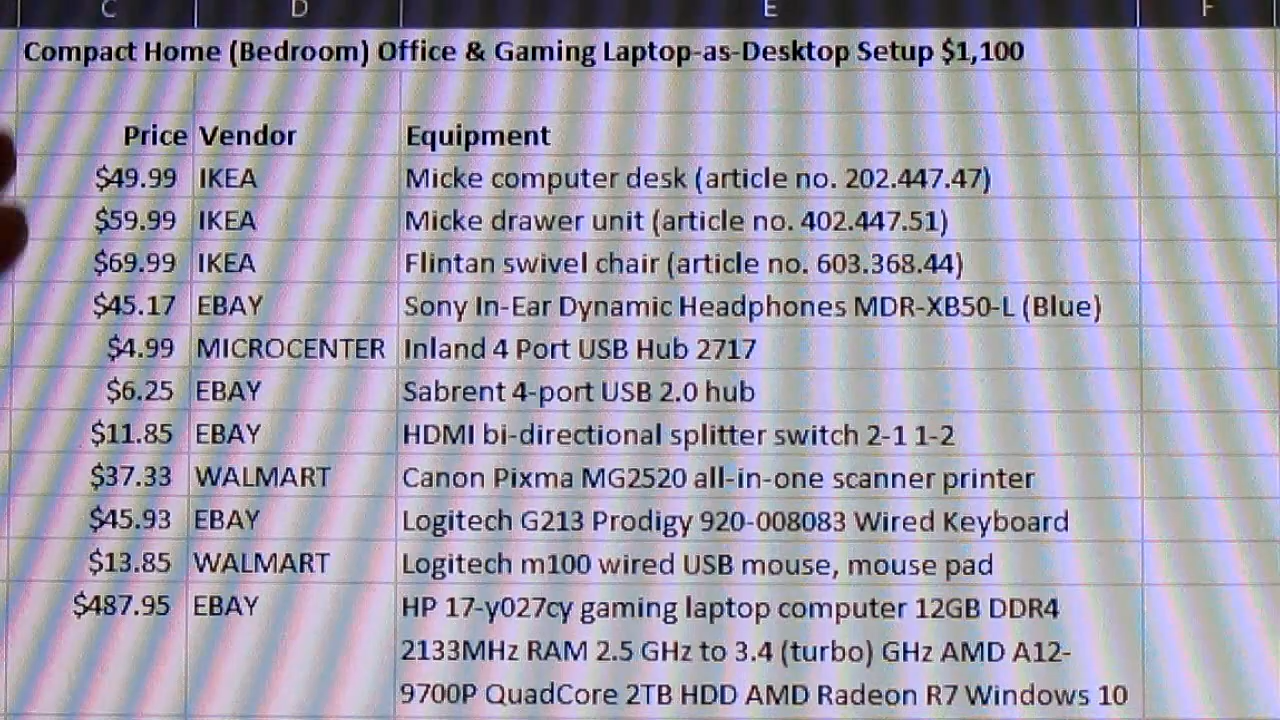 C D E F
Compact Home (Bedroom) Office & Gaming Laptop-as-Desktop Setup $1,100
Price Vendor Equipment
$49.99 IKEA Micke computer desk (article no. 202.447.47)
$59.99 IKEA Micke drawer unit (article no. 402.447.51)
$69.99 IKEA Flintan swivel chair (article no. 603.368.44)
$45.17 EBAY Sony In-Ear Dynamic Headphones MDR-XB50-L (Blue)
$4.99 MICROCENTER Inland 4 Port USB Hub 2717
$6.25 EBAY Sabrent 4-port USB 2.0 hub
$11.85 EBAY HDMI bi-directional splitter switch 2-1 1-2
$37.33 WALMART Canon Pixma MG2520 all-in-one scanner printer
$45.93 EBAY Logitech G213 Prodigy 920-008083 Wired Keyboard
$13.85 WALMART Logitech m100 wired USB mouse, mouse pad
$487.95 EBAY HP 17-y027cy gaming laptop computer 12GB DDR4
2133MHz RAM 2.5 GHz to 3.4 (turbo) GHz AMD A12-
9700P QuadCore 2TB HDD AMD Radeon R7 Windows 10